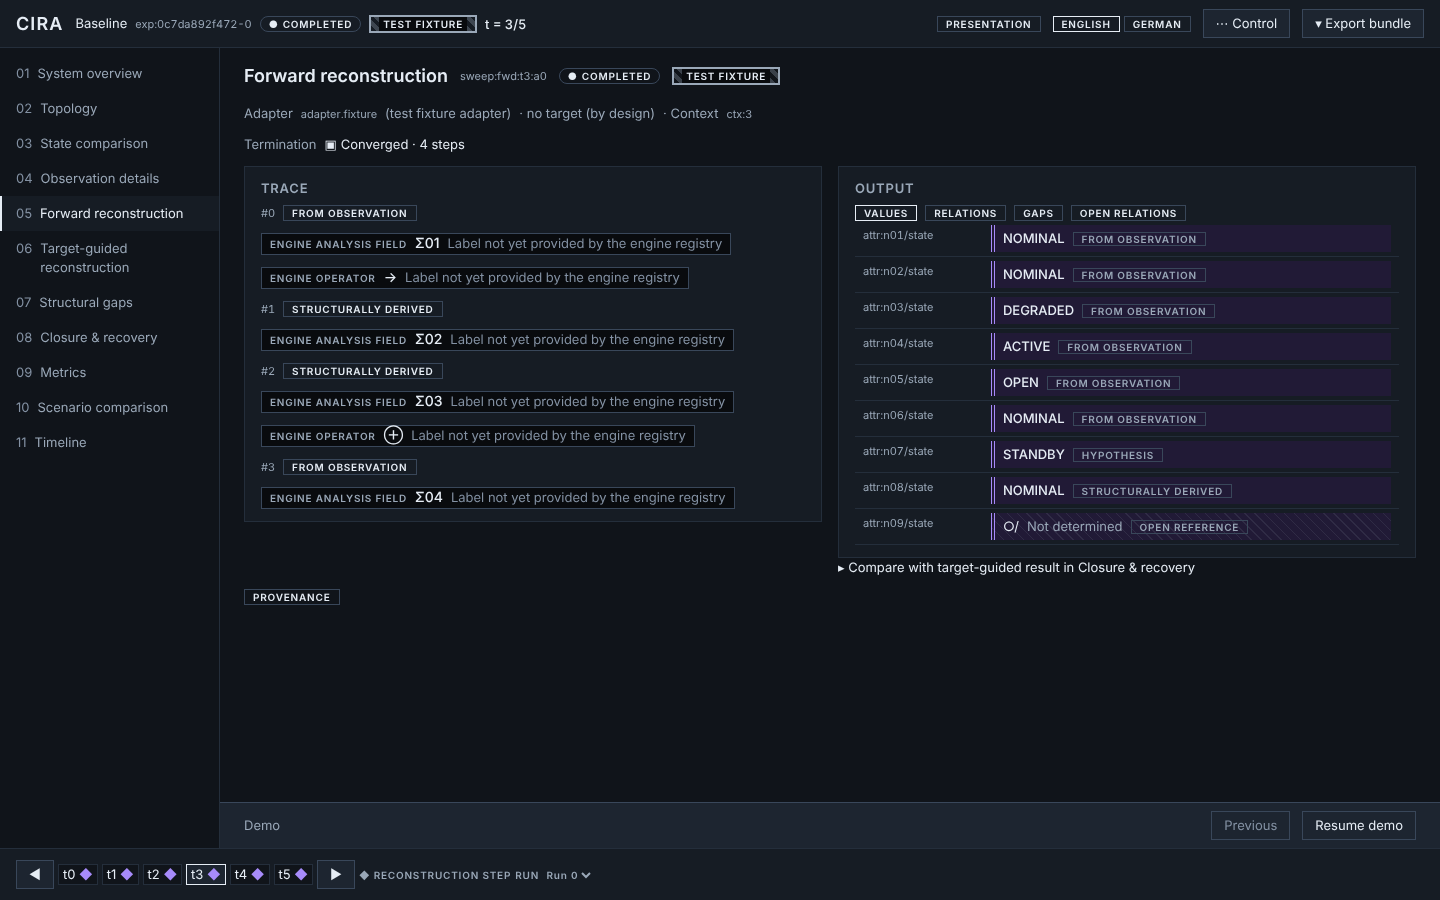 CIRA Baseline exp:0c7da892f472-0 ● COMPLETED TEST FIXTURE t = 3/5 PRESENTATION ENGLISH GERMAN ··· Control ▾ Export bundle
01 System overview
02 Topology
03 State comparison
04 Observation details
05 Forward reconstruction
06 Target-guided
reconstruction
07 Structural gaps
08 Closure & recovery
09 Metrics
10 Scenario comparison
11 Timeline
Forward reconstruction sweep:fwd:t3:a0 ● COMPLETED TEST FIXTURE
Adapter adapter.fixture (test fixture adapter) · no target (by design) · Context ctx:3
Termination ▣ Converged · 4 steps
TRACE
#0 FROM OBSERVATION
ENGINE ANALYSIS FIELD Σ01 Label not yet provided by the engine registry
ENGINE OPERATOR → Label not yet provided by the engine registry
#1 STRUCTURALLY DERIVED
ENGINE ANALYSIS FIELD Σ02 Label not yet provided by the engine registry
#2 STRUCTURALLY DERIVED
ENGINE ANALYSIS FIELD Σ03 Label not yet provided by the engine registry
ENGINE OPERATOR ⊕ Label not yet provided by the engine registry
#3 FROM OBSERVATION
ENGINE ANALYSIS FIELD Σ04 Label not yet provided by the engine registry
OUTPUT
VALUES RELATIONS GAPS OPEN RELATIONS
attr:n01/state NOMINAL FROM OBSERVATION
attr:n02/state NOMINAL FROM OBSERVATION
attr:n03/state DEGRADED FROM OBSERVATION
attr:n04/state ACTIVE FROM OBSERVATION
attr:n05/state OPEN FROM OBSERVATION
attr:n06/state NOMINAL FROM OBSERVATION
attr:n07/state STANDBY HYPOTHESIS
attr:n08/state NOMINAL STRUCTURALLY DERIVED
attr:n09/state O/ Not determined OPEN REFERENCE
▸ Compare with target-guided result in Closure & recovery
PROVENANCE
Demo Previous Resume demo
◀ t0 ◆ t1 ◆ t2 ◆ t3 ◆ t4 ◆ t5 ◆ ▶ ◆ RECONSTRUCTION STEP RUN Run 0